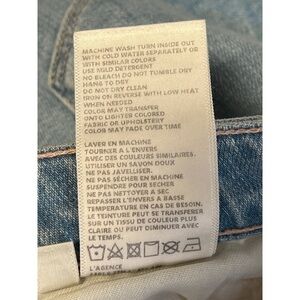 MACHINE WASH TURN INSIDE OUT
WITH COLD WATER SEPARATELY OR
WITH SIMILAR COLORS
USE MILD DETERGENT
NO BLEACH DO NOT TUMBLE DRY
HANG TO DRY
DO NOT DRY CLEAN
IRON ON REVERSE WITH LOW HEAT
WHEN NEEDED
COLOR MAY TRANSFER
ONTO LIGHTER COLORED
FABRIC OR UPHOLSTERY
COLOR MAY FADE OVER TIME
LAVER EN MACHINE
TOURNER A L'ENVERS
AVEC DES COULEURS SIMILAIRES.
UTILISER UN SAVON DOUX
NE PAS JAVELLISER.
NE PAS SÉCHER EN MACHINE
SUSPENDRE POUR SÉCHER
NE PAS NETTOYER A SEC
REPASSAGE À L'ENVERS À BASSE
TEMPERATURE EN CAS DE BESOIN.
LE TEINTURE PEUT SE TRANSFÉRER
SUR UN TISSU DE COULEUR PLUS
CLAIRE OU PEUT DIMINUER AVEC
LE TEMPS.
L'AGENCE